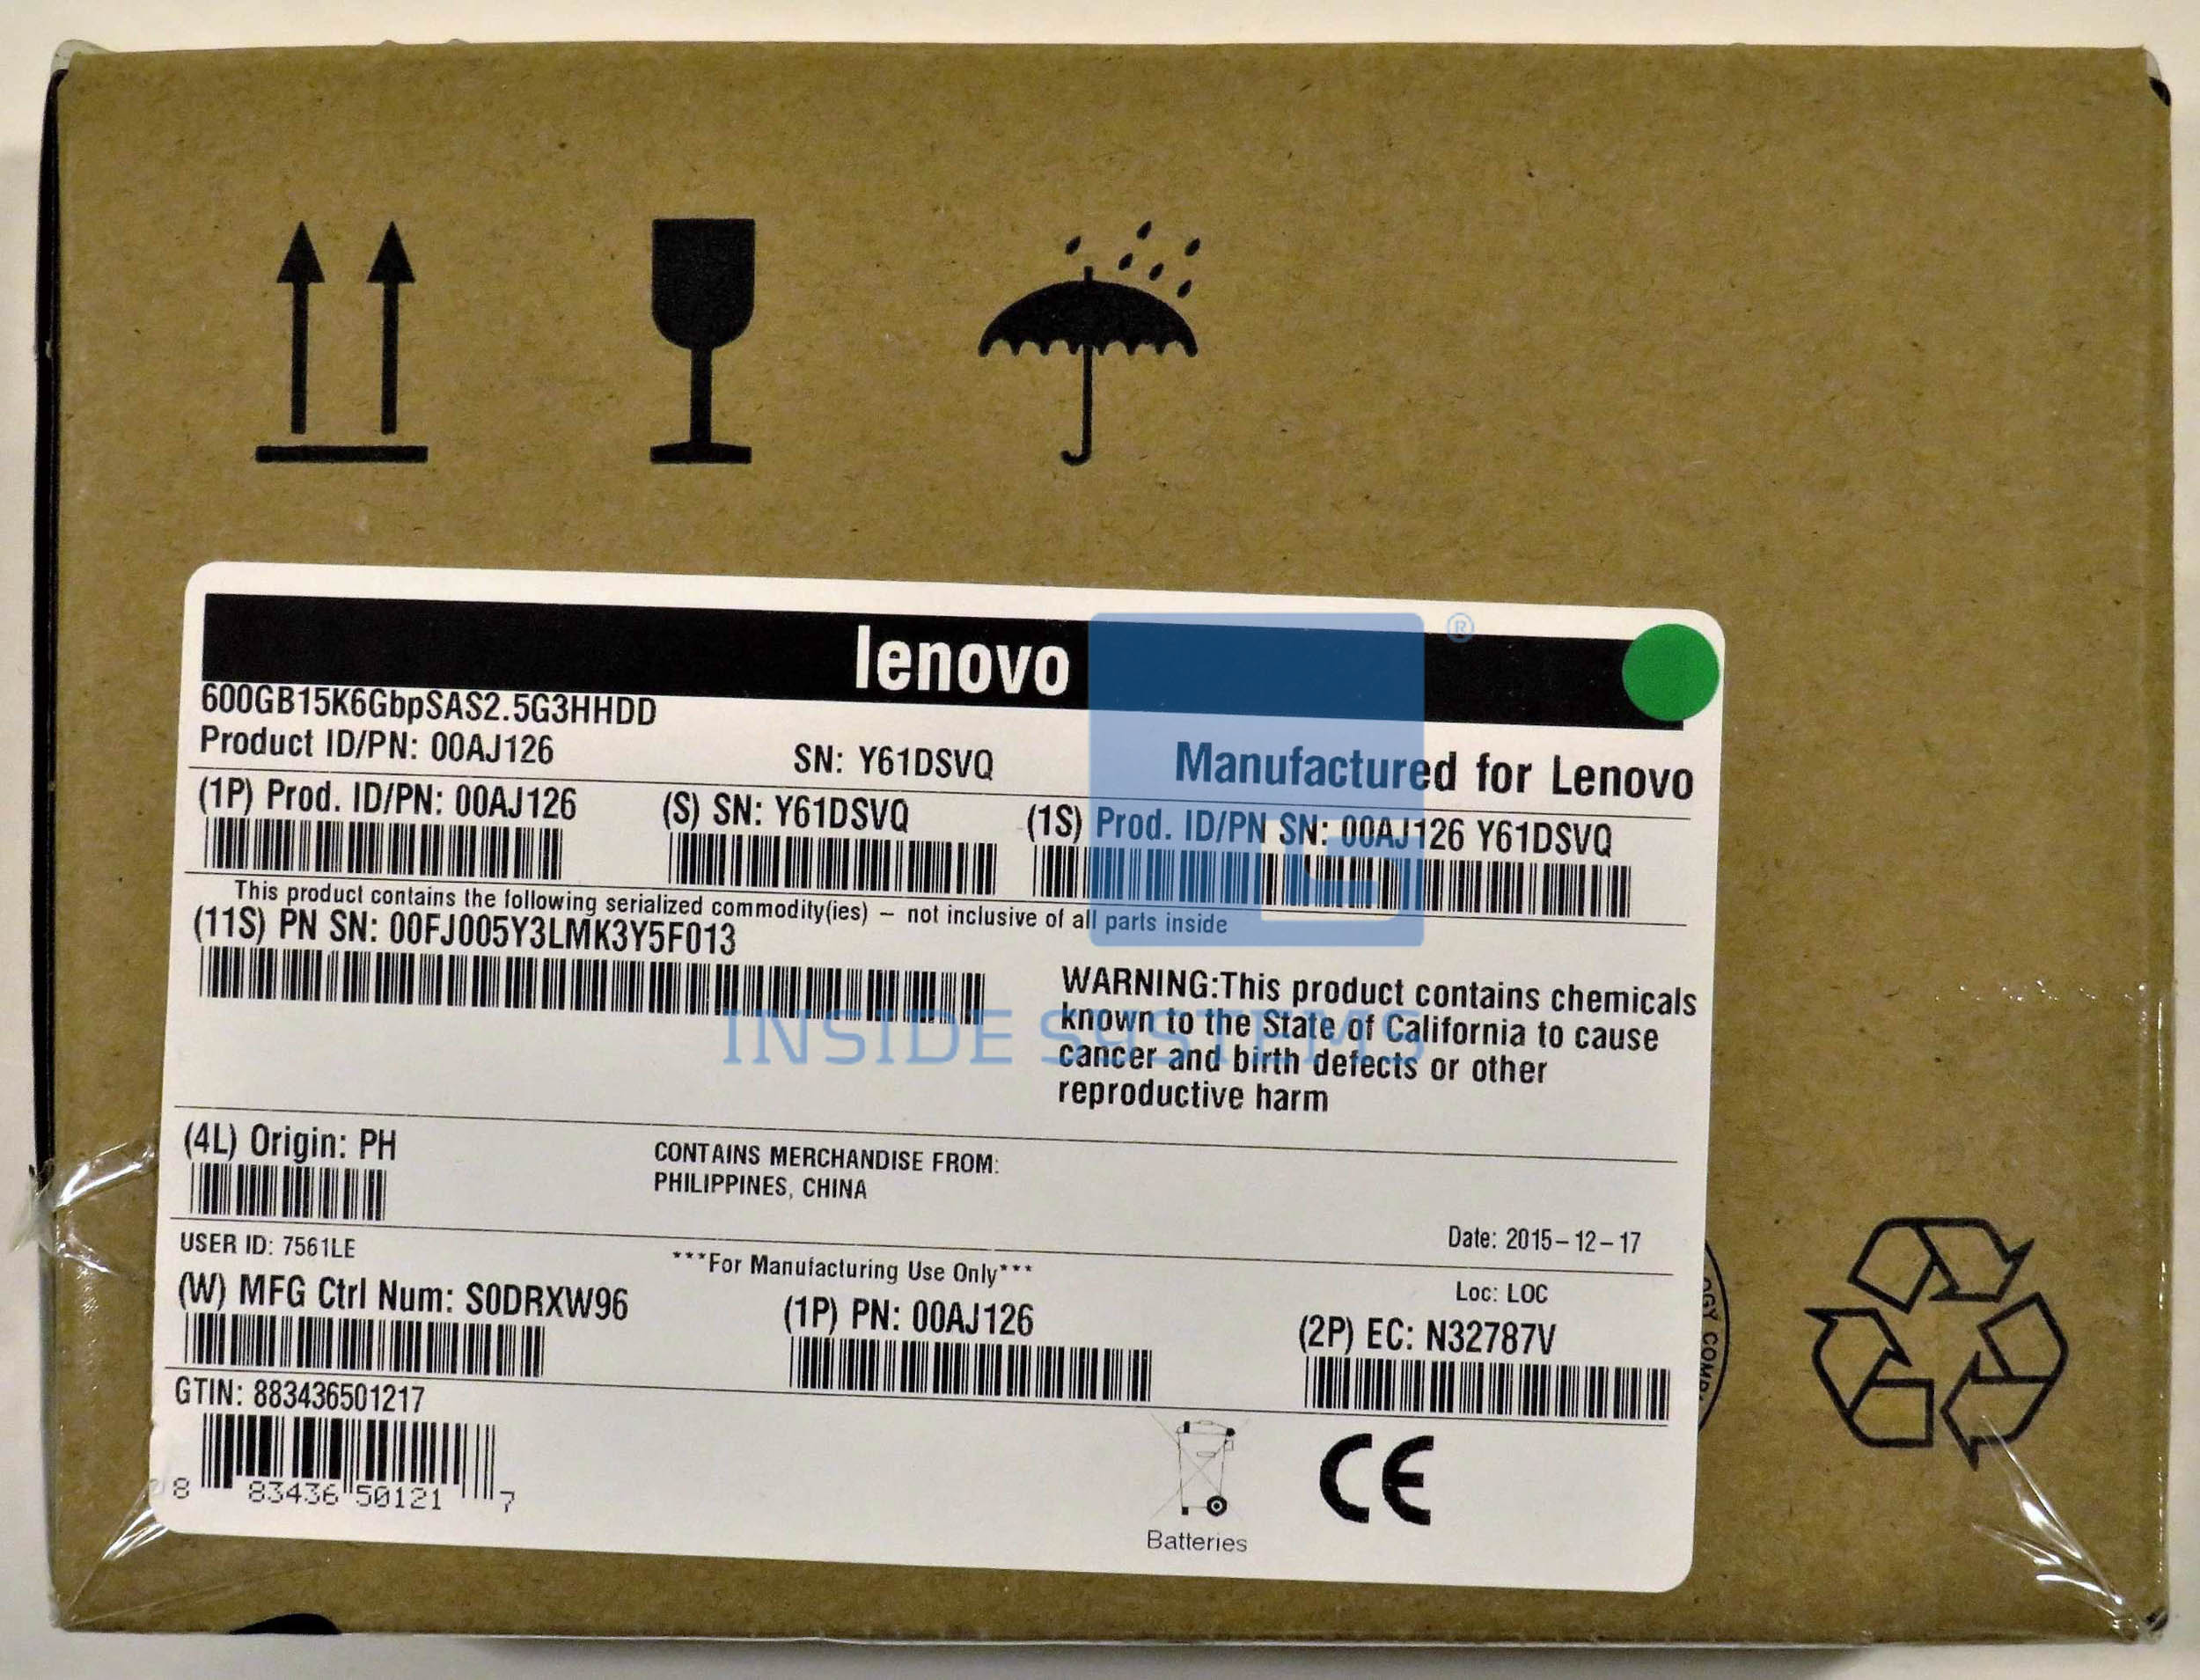 lenovo
®
600GB15K6GbpSAS2.5G3HHDD
Product ID/PN: 00AJ126
SN: Y61DSVQ
Manufactured for Lenovo
(1P) Prod. ID/PN: 00AJ126
(S) SN: Y61DSVQ
(1S) Prod. ID/PN SN: 00AJ126 Y61DSVQ
This product contains the following serialized commodity(ies) – not inclusive of all parts inside
(11S) PN SN: 00FJ005Y3LMK3Y5F013
WARNING:This product contains chemicals
known to the State of California to cause
cancer and birth defects or other
reproductive harm
INSIDE SYSTEMS
(4L) Origin: PH
CONTAINS MERCHANDISE FROM:
PHILIPPINES, CHINA
Date: 2015-12-17
USER ID: 7561LE
***For Manufacturing Use Only***
Loc: LOC
(W) MFG Ctrl Num: S0DRXW96
(1P) PN: 00AJ126
(2P) EC: N32787V
GTIN: 883436501217
8 83436 50121 7
Batteries
CE